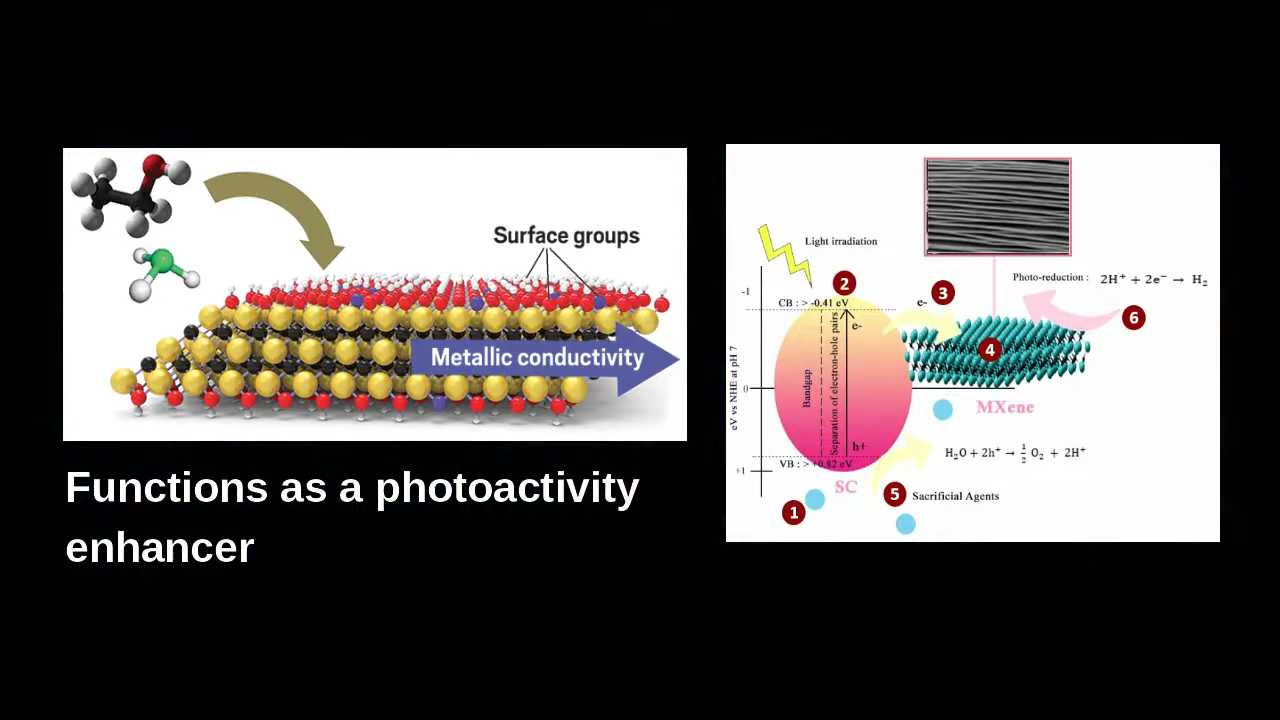 Surface groups
Metallic conductivity
Functions as a photoactivity
enhancer
Light irradiation
Photo-reduction : 2H⁺ + 2e⁻ → H₂
-1
2
CB : > -0.41 eV
e-
3
6
e-
4
eV vs NHE at pH 7
Bandgap
Separation of electron-hole pairs
0
MXene
h+
H₂O + 2h⁺ → ½ O₂ + 2H⁺
VB : > +0.82 eV
+1
SC
5
Sacrificial Agents
1